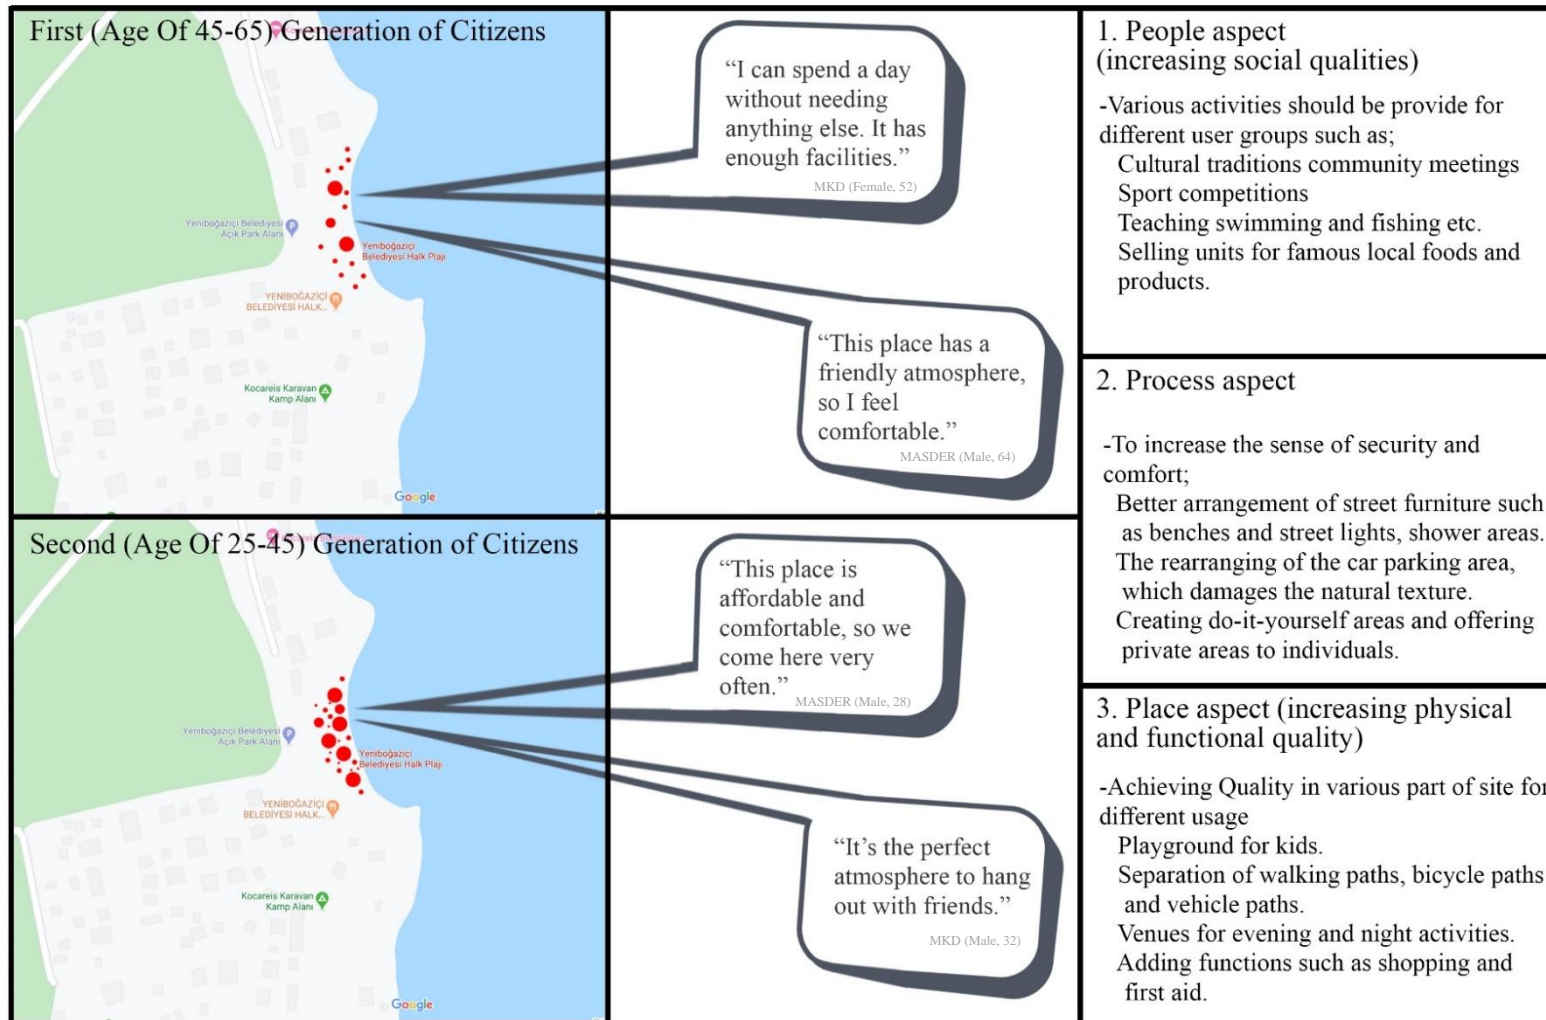 First (Age Of 45-65) Generation of Citizens
Yeniboğaziçi Belediyesi
Açık Park Alanı
Yeniboğaziçi
Belediyesi Halk Plajı
YENİBOĞAZİÇİ
BELEDİYESİ HALK...
Kocareis Karavan
Kamp Alanı
Google
“I can spend a day
without needing
anything else. It has
enough facilities.”
MKD (Female, 52)
“This place has a
friendly atmosphere,
so I feel
comfortable.”
MASDER (Male, 64)
Second (Age Of 25-45) Generation of Citizens
Yeniboğaziçi Belediyesi
Açık Park Alanı
Yeniboğaziçi
Belediyesi Halk Plajı
YENİBOĞAZİÇİ
BELEDİYESİ HALK...
Kocareis Karavan
Kamp Alanı
Google
“This place is
affordable and
comfortable, so we
come here very
often.”
MASDER (Male, 28)
“It’s the perfect
atmosphere to hang
out with friends.”
MKD (Male, 32)
1. People aspect
(increasing social qualities)
-Various activities should be provide for
different user groups such as;
Cultural traditions community meetings
Sport competitions
Teaching swimming and fishing etc.
Selling units for famous local foods and
products.
2. Process aspect
-To increase the sense of security and
comfort;
Better arrangement of street furniture such
as benches and street lights, shower areas.
The rearranging of the car parking area,
which damages the natural texture.
Creating do-it-yourself areas and offering
private areas to individuals.
3. Place aspect (increasing physical
and functional quality)
-Achieving Quality in various part of site for
different usage
Playground for kids.
Separation of walking paths, bicycle paths
and vehicle paths.
Venues for evening and night activities.
Adding functions such as shopping and
first aid.